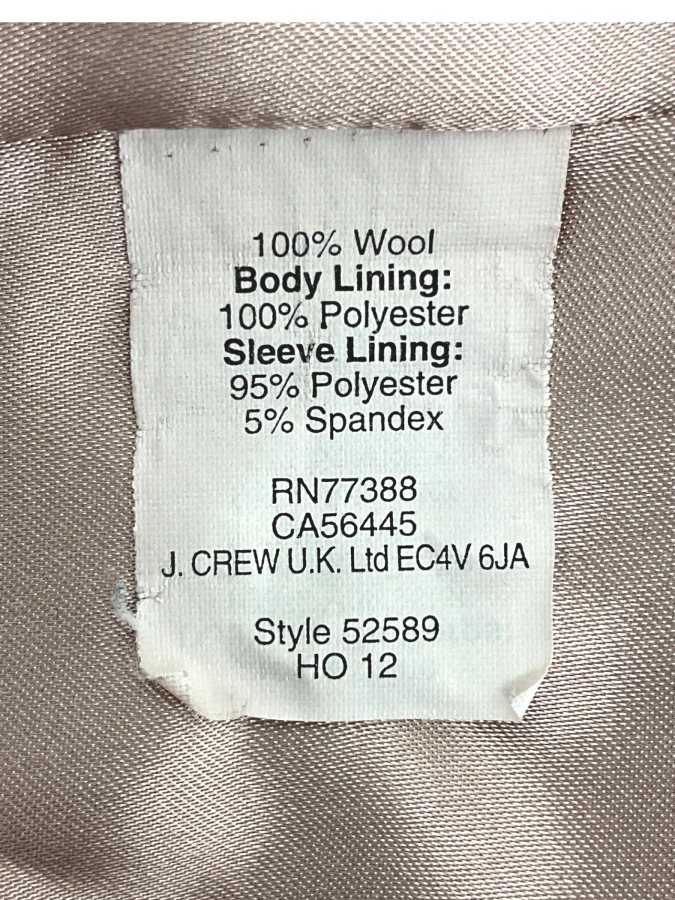 100% Wool
Body Lining:
100% Polyester
Sleeve Lining:
95% Polyester
5% Spandex
RN77388
CA56445
J. CREW U.K. Ltd EC4V 6JA
Style 52589
HO 12